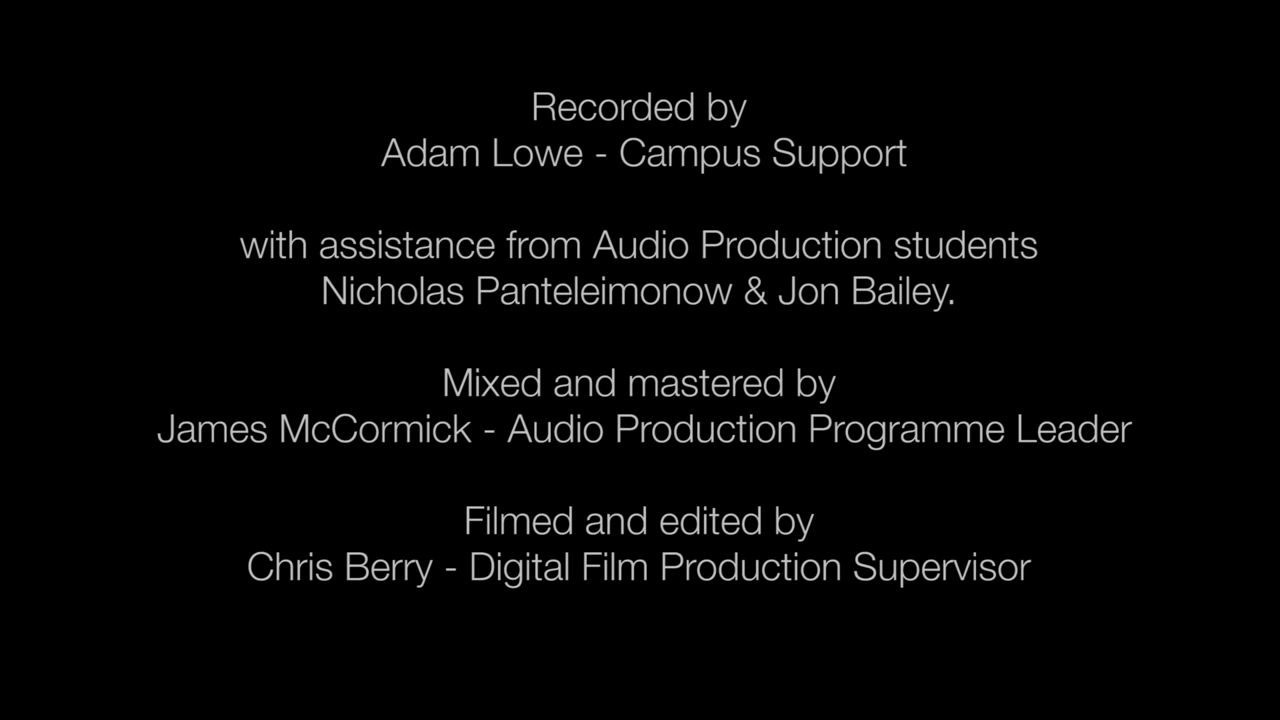 Recorded by
Adam Lowe - Campus Support
with assistance from Audio Production students
Nicholas Panteleimonow & Jon Bailey.
Mixed and mastered by
James McCormick - Audio Production Programme Leader
Filmed and edited by
Chris Berry - Digital Film Production Supervisor